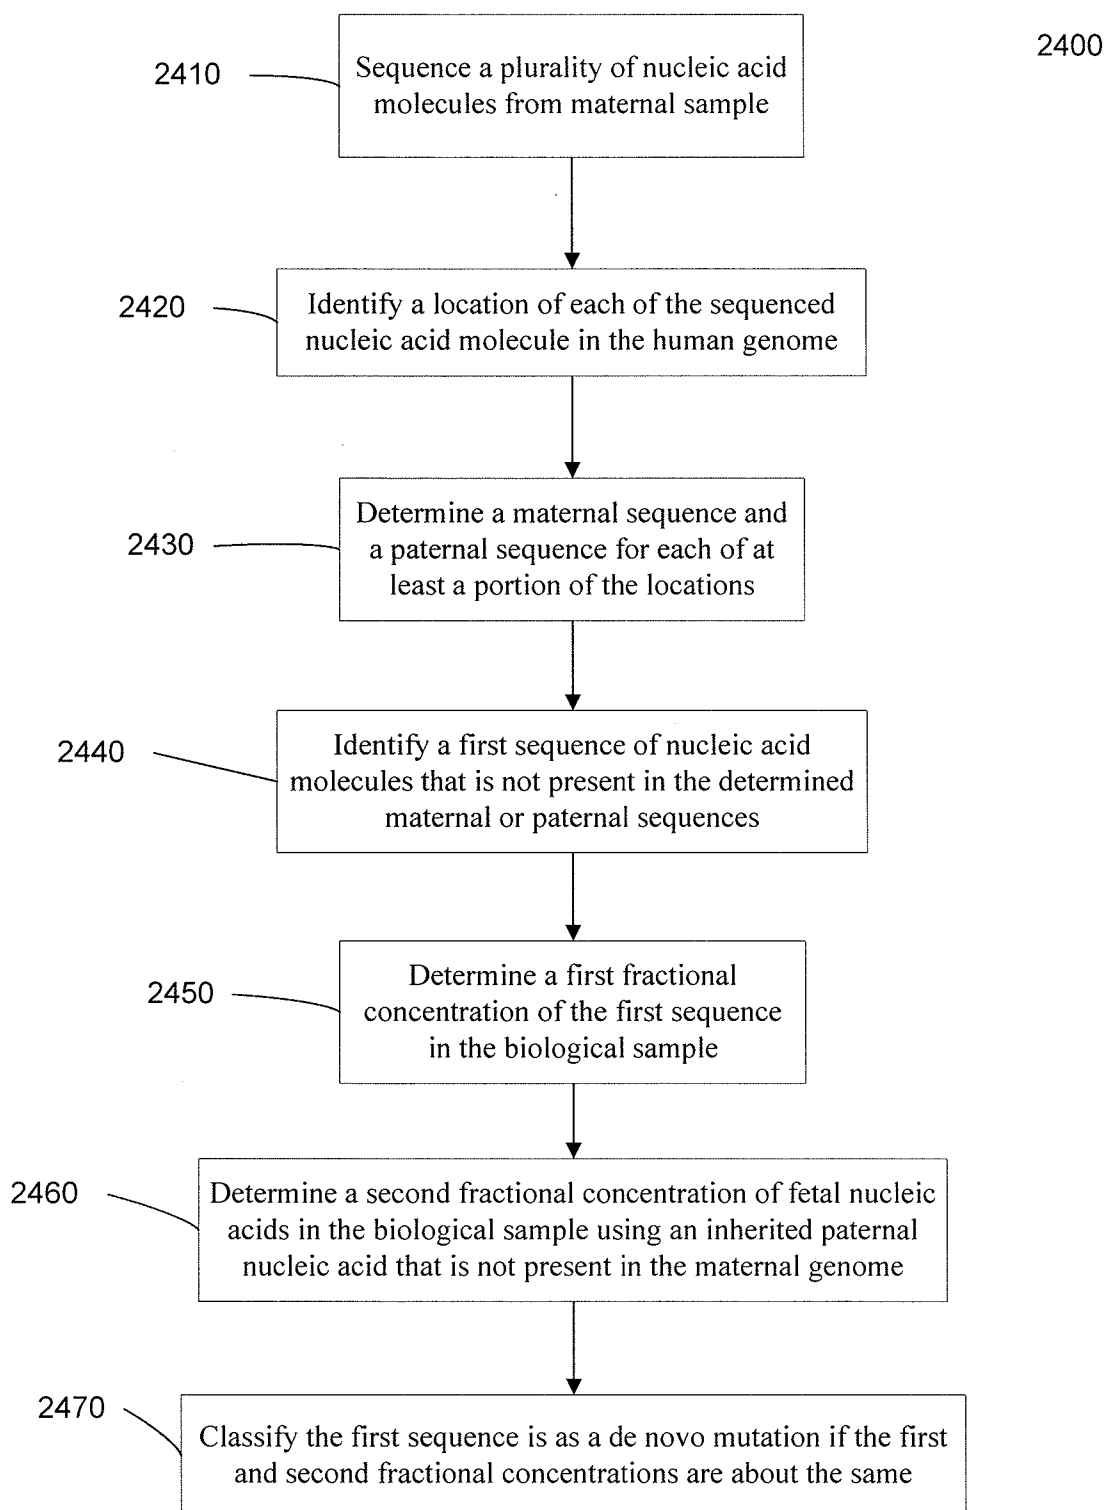 2400
2410
Sequence a plurality of nucleic acid
molecules from maternal sample
2420
Identify a location of each of the sequenced
nucleic acid molecule in the human genome
2430
Determine a maternal sequence and
a paternal sequence for each of at
least a portion of the locations
2440
Identify a first sequence of nucleic acid
molecules that is not present in the determined
maternal or paternal sequences
2450
Determine a first fractional
concentration of the first sequence
in the biological sample
2460
Determine a second fractional concentration of fetal nucleic
acids in the biological sample using an inherited paternal
nucleic acid that is not present in the maternal genome
2470
Classify the first sequence is as a de novo mutation if the first
and second fractional concentrations are about the same